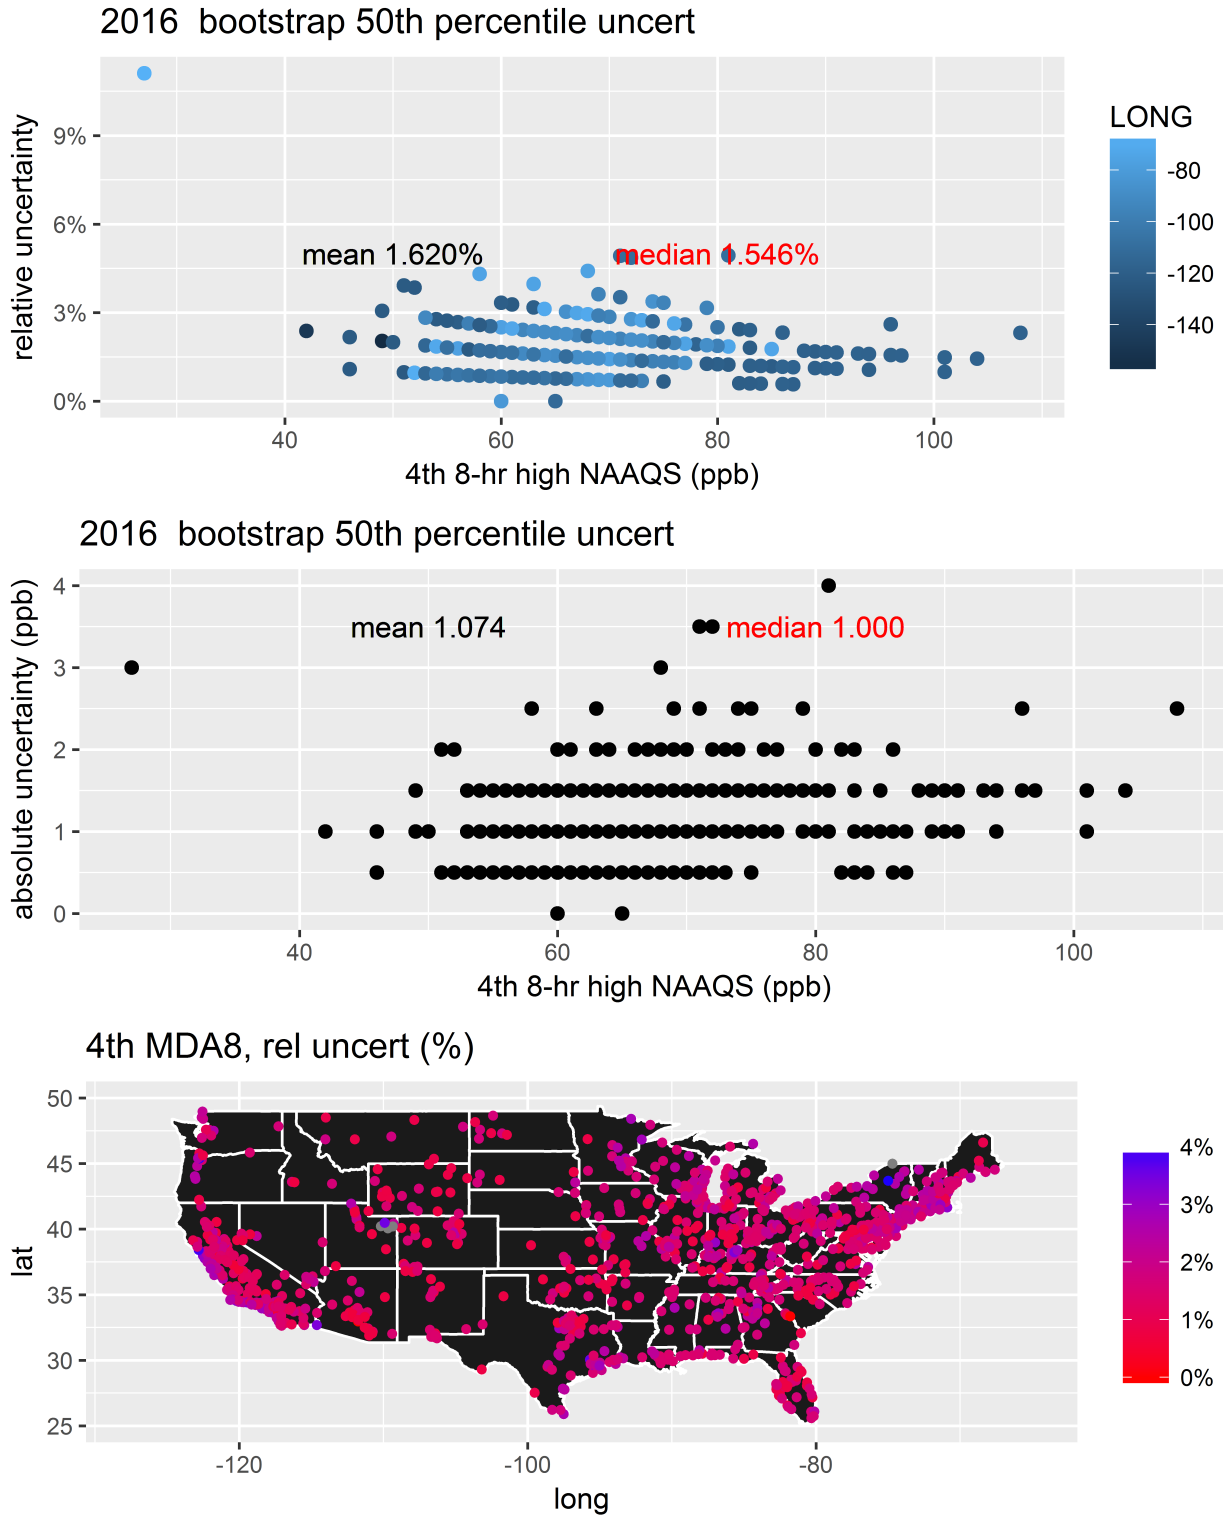 2016  bootstrap 50th percentile uncert
relative uncertainty
9%
6%
3%
0%
mean 1.620%
median 1.546%
40
60
80
100
4th 8-hr high NAAQS (ppb)
LONG
-80
-100
-120
-140
2016  bootstrap 50th percentile uncert
absolute uncertainty (ppb)
4
3
2
1
0
mean 1.074
median 1.000
40
60
80
100
4th 8-hr high NAAQS (ppb)
4th MDA8, rel uncert (%)
lat
50
45
40
35
30
25
-120
-100
-80
long
4%
3%
2%
1%
0%